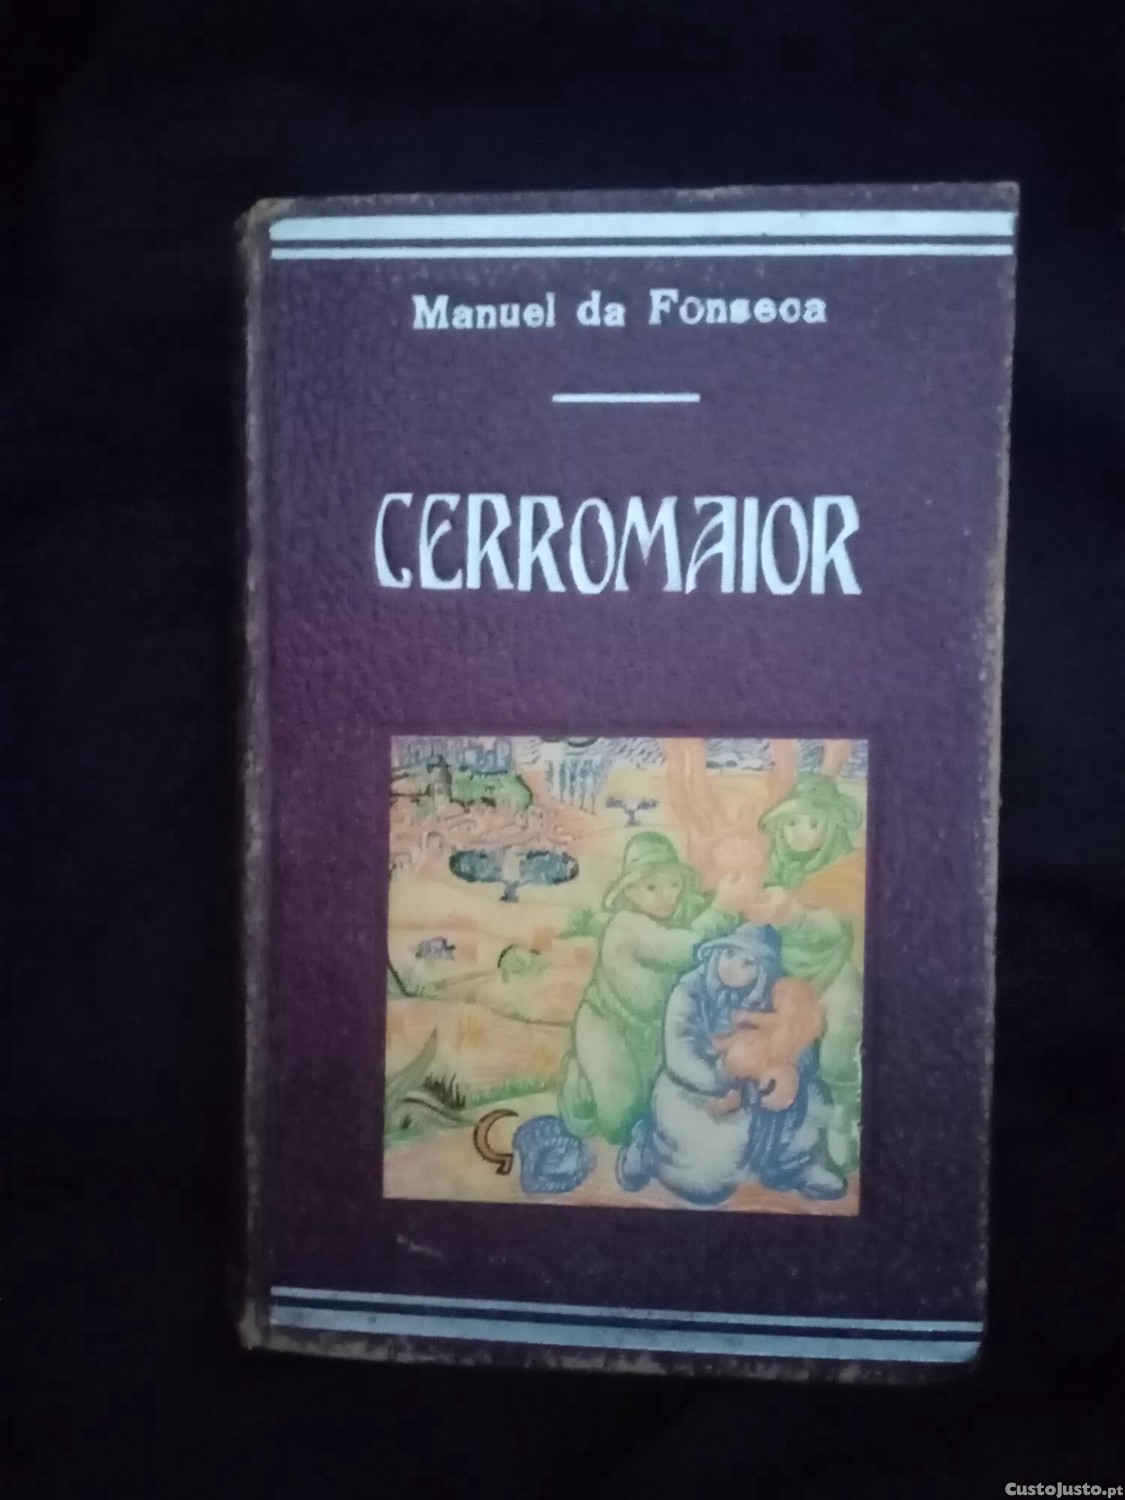 Manuel da Fonseca
CERROMAIOR
CustoJusto.pt